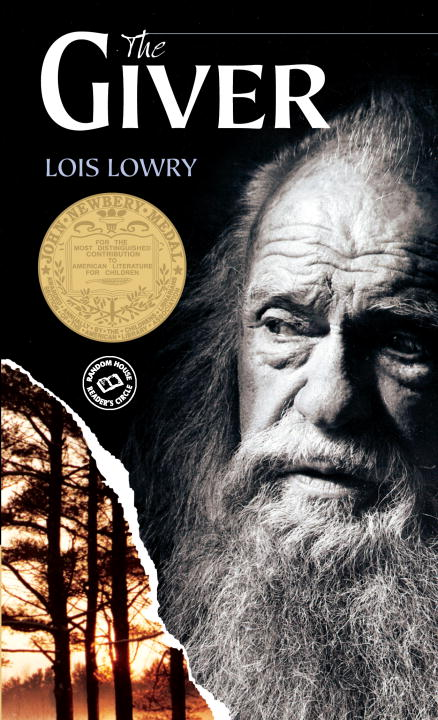 The
GIVER
LOIS LOWRY
JOHN • NEWBERY • MEDAL
FOR THE
MOST DISTINGUISHED
CONTRIBUTION
TO
AMERICAN LITERATURE
FOR CHILDREN
RANDOM HOUSE
READER'S CIRCLE